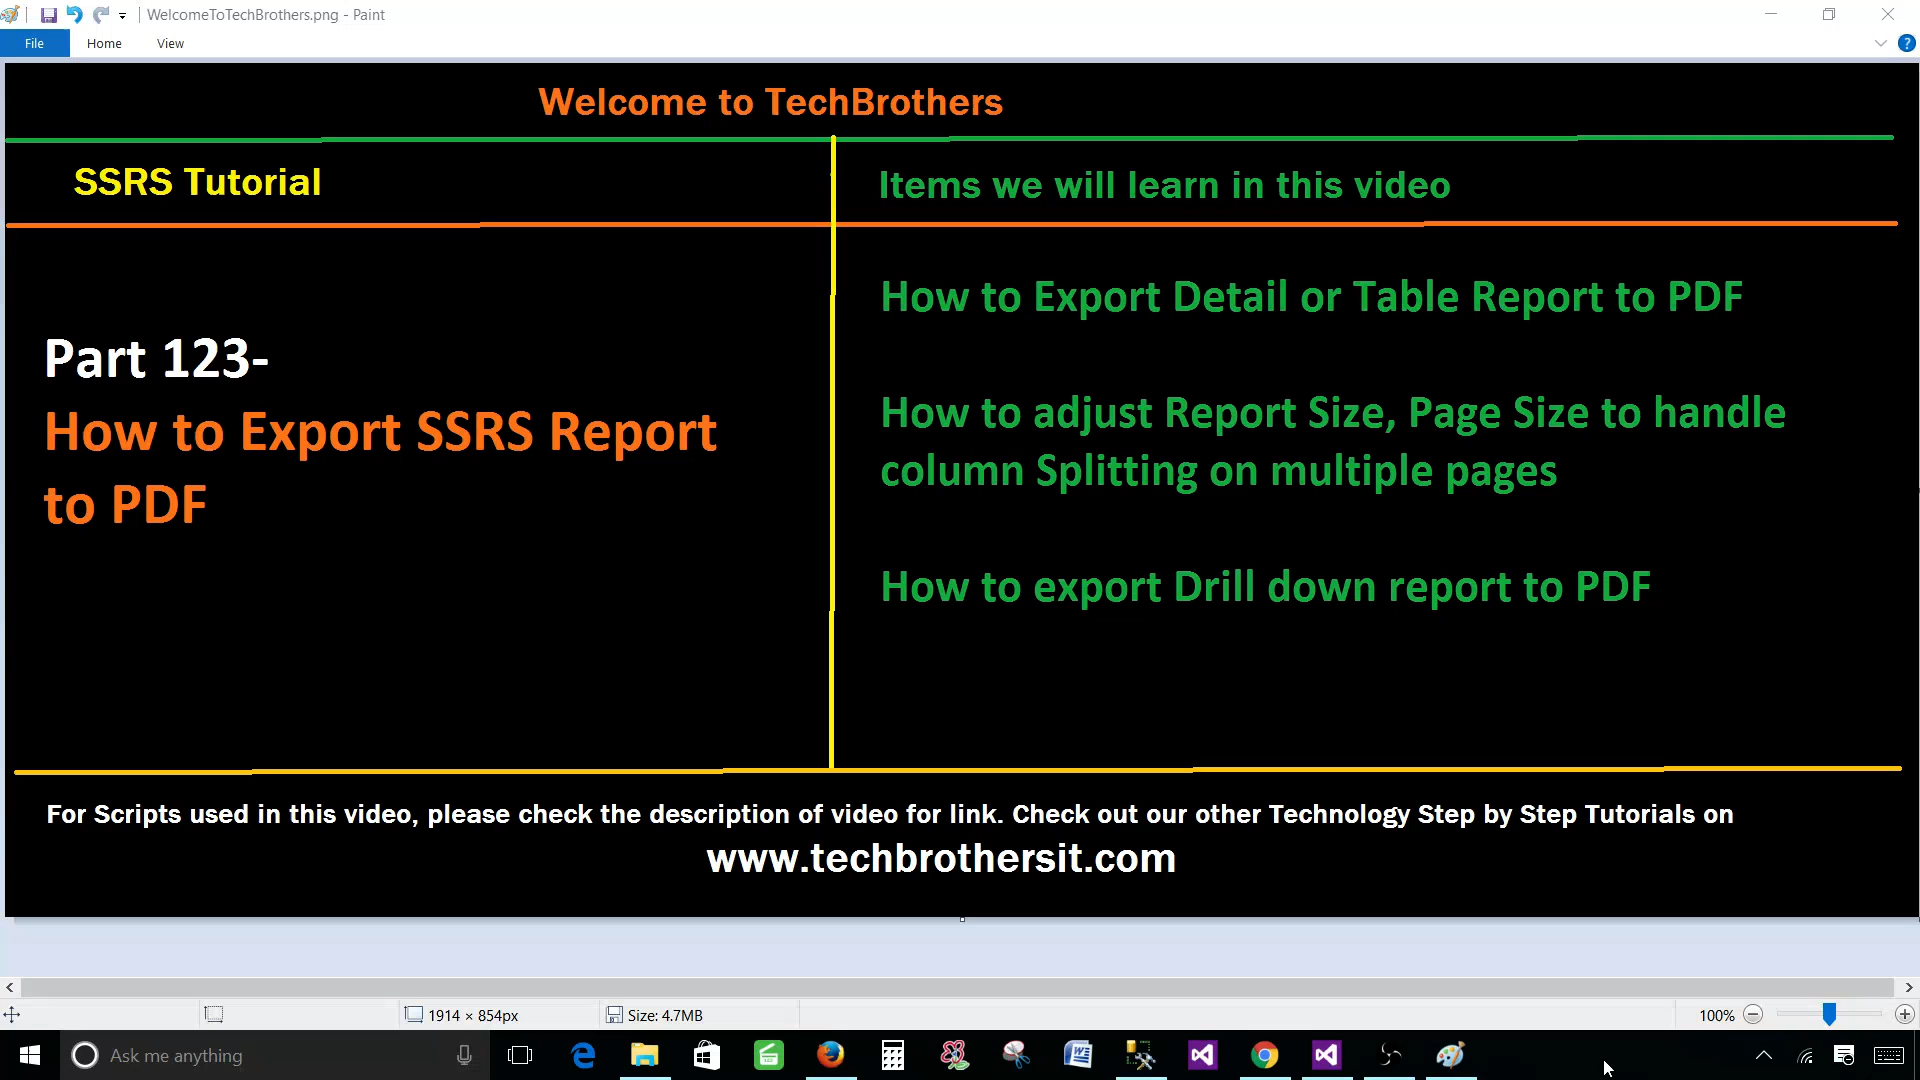 WelcomeToTechBrothers.png - Paint
File Home View
Welcome to TechBrothers
SSRS Tutorial
Items we will learn in this video
Part 123-
How to Export SSRS Report
to PDF
How to Export Detail or Table Report to PDF
How to adjust Report Size, Page Size to handle
column Splitting on multiple pages
How to export Drill down report to PDF
For Scripts used in this video, please check the description of video for link. Check out our other Technology Step by Step Tutorials on
www.techbrothersit.com
1914 × 854px Size: 4.7MB 100%
Ask me anything